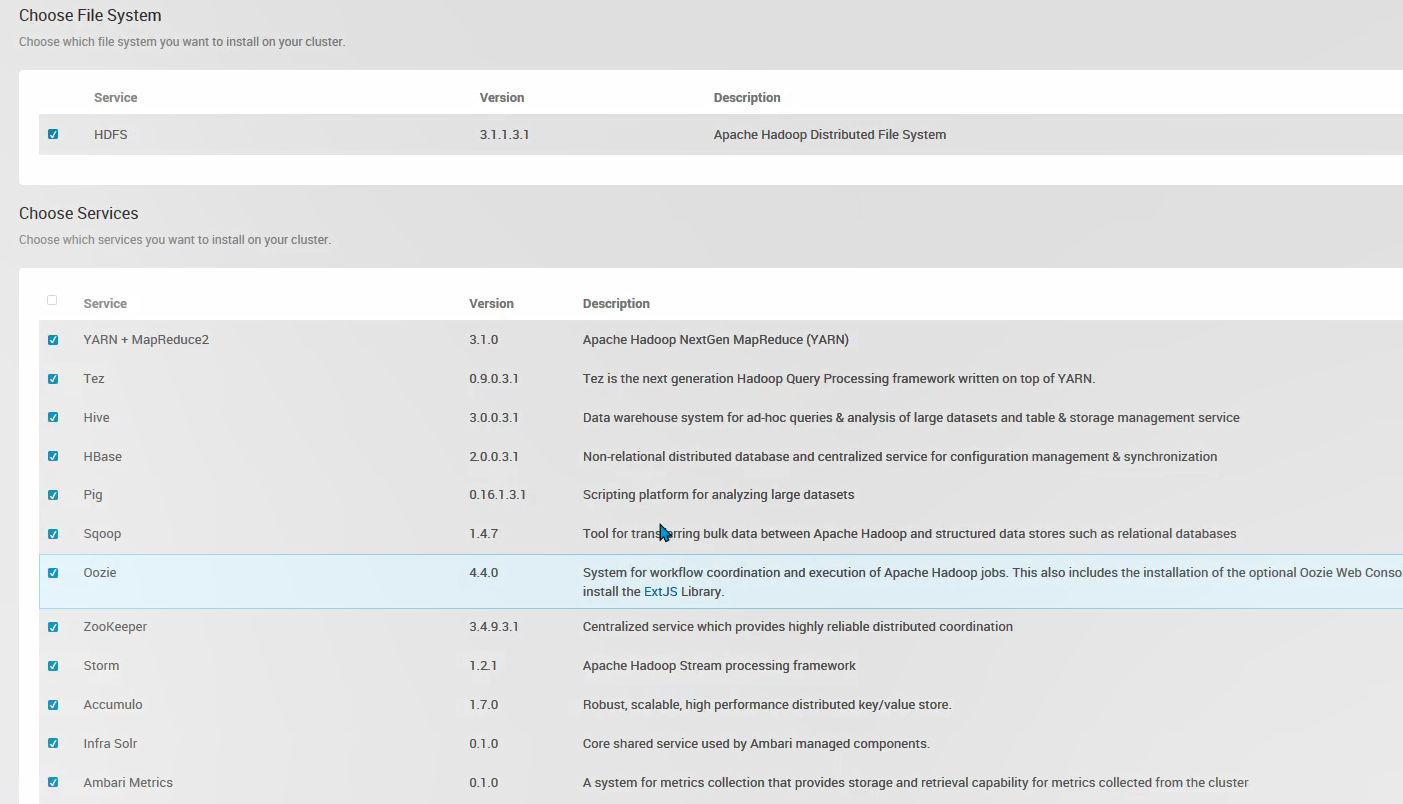 Choose File System
Choose which file system you want to install on your cluster.
Service Version Description
HDFS 3.1.1.3.1 Apache Hadoop Distributed File System
Choose Services
Choose which services you want to install on your cluster.
Service Version Description
YARN + MapReduce2 3.1.0 Apache Hadoop NextGen MapReduce (YARN)
Tez 0.9.0.3.1 Tez is the next generation Hadoop Query Processing framework written on top of YARN.
Hive 3.0.0.3.1 Data warehouse system for ad-hoc queries & analysis of large datasets and table & storage management service
HBase 2.0.0.3.1 Non-relational distributed database and centralized service for configuration management & synchronization
Pig 0.16.1.3.1 Scripting platform for analyzing large datasets
Sqoop 1.4.7 Tool for transferring bulk data between Apache Hadoop and structured data stores such as relational databases
Oozie 4.4.0 System for workflow coordination and execution of Apache Hadoop jobs. This also includes the installation of the optional Oozie Web Conso
install the ExtJS Library.
ZooKeeper 3.4.9.3.1 Centralized service which provides highly reliable distributed coordination
Storm 1.2.1 Apache Hadoop Stream processing framework
Accumulo 1.7.0 Robust, scalable, high performance distributed key/value store.
Infra Solr 0.1.0 Core shared service used by Ambari managed components.
Ambari Metrics 0.1.0 A system for metrics collection that provides storage and retrieval capability for metrics collected from the cluster